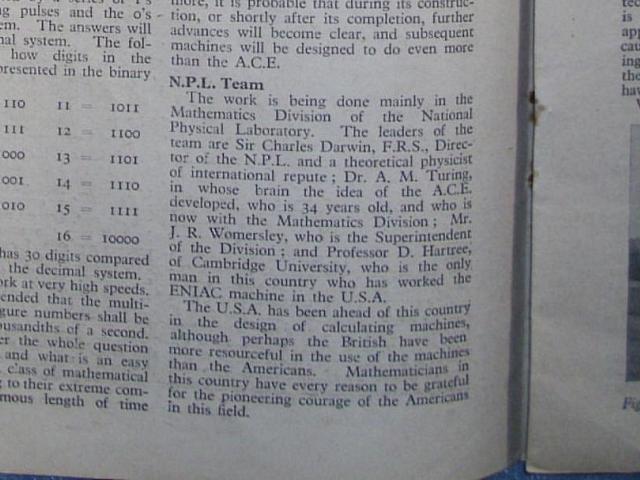 ng pulses and the o's
em. The answers will
nal system. The fol-
how digits in the
presented in the binary
110 11 = 1011
111 12 = 1100
000 13 = 1101
001 14 = 1110
010 15 = 1111
16 = 10000
has 30 digits compared
the decimal system.
ork at very high speeds.
ended that the multi-
gure numbers shall be
ousandths of a second.
er the whole question
and what is an easy
class of mathematical
g to their extreme com-
mous length of time
more, it is probable that during its construc-
tion, or shortly after its completion, further
advances will become clear, and subsequent
machines will be designed to do even more
than the A.C.E.
N.P.L. Team
The work is being done mainly in the
Mathematics Division of the National
Physical Laboratory. The leaders of the
team are Sir Charles Darwin, F.R.S., Direc-
tor of the N.P.L. and a theoretical physicist
of international repute; Dr. A. M. Turing,
in whose brain the idea of the A.C.E.
developed, who is 34 years old, and who is
now with the Mathematics Division; Mr.
J. R. Womersley, who is the Superintendent
of the Division; and Professor D. Hartree,
of Cambridge University, who is the only
man in this country who has worked the
ENIAC machine in the U.S.A.
The U.S.A. has been ahead of this country
in the design of calculating machines,
although perhaps the British have been
more resourceful in the use of the machines
than the Americans. Mathematicians in
this country have every reason to be grateful
for the pioneering courage of the Americans
in this field.